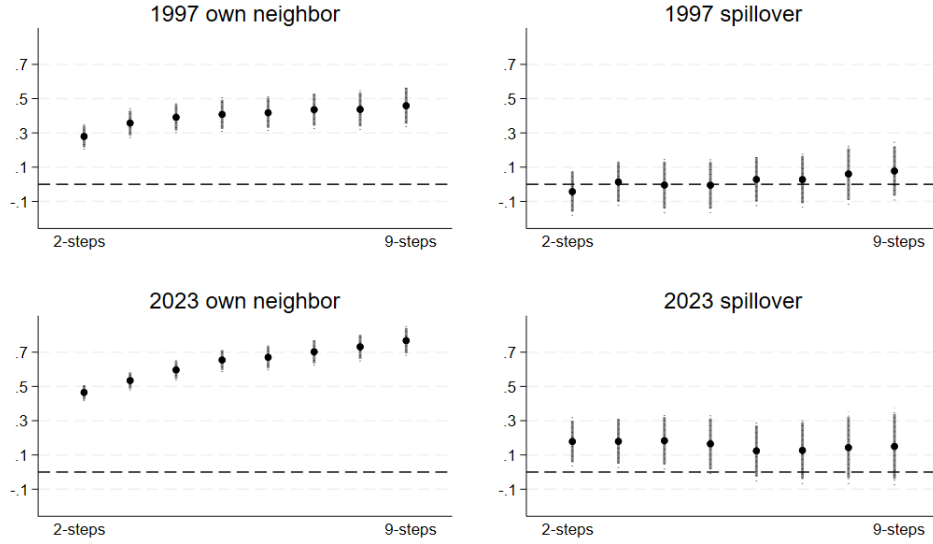 1997 own neighbor
1997 spillover
.7
.5
.3
.1
-.1
2-steps
9-steps
.7
.5
.3
.1
-.1
2-steps
9-steps
2023 own neighbor
2023 spillover
.7
.5
.3
.1
-.1
2-steps
9-steps
.7
.5
.3
.1
-.1
2-steps
9-steps